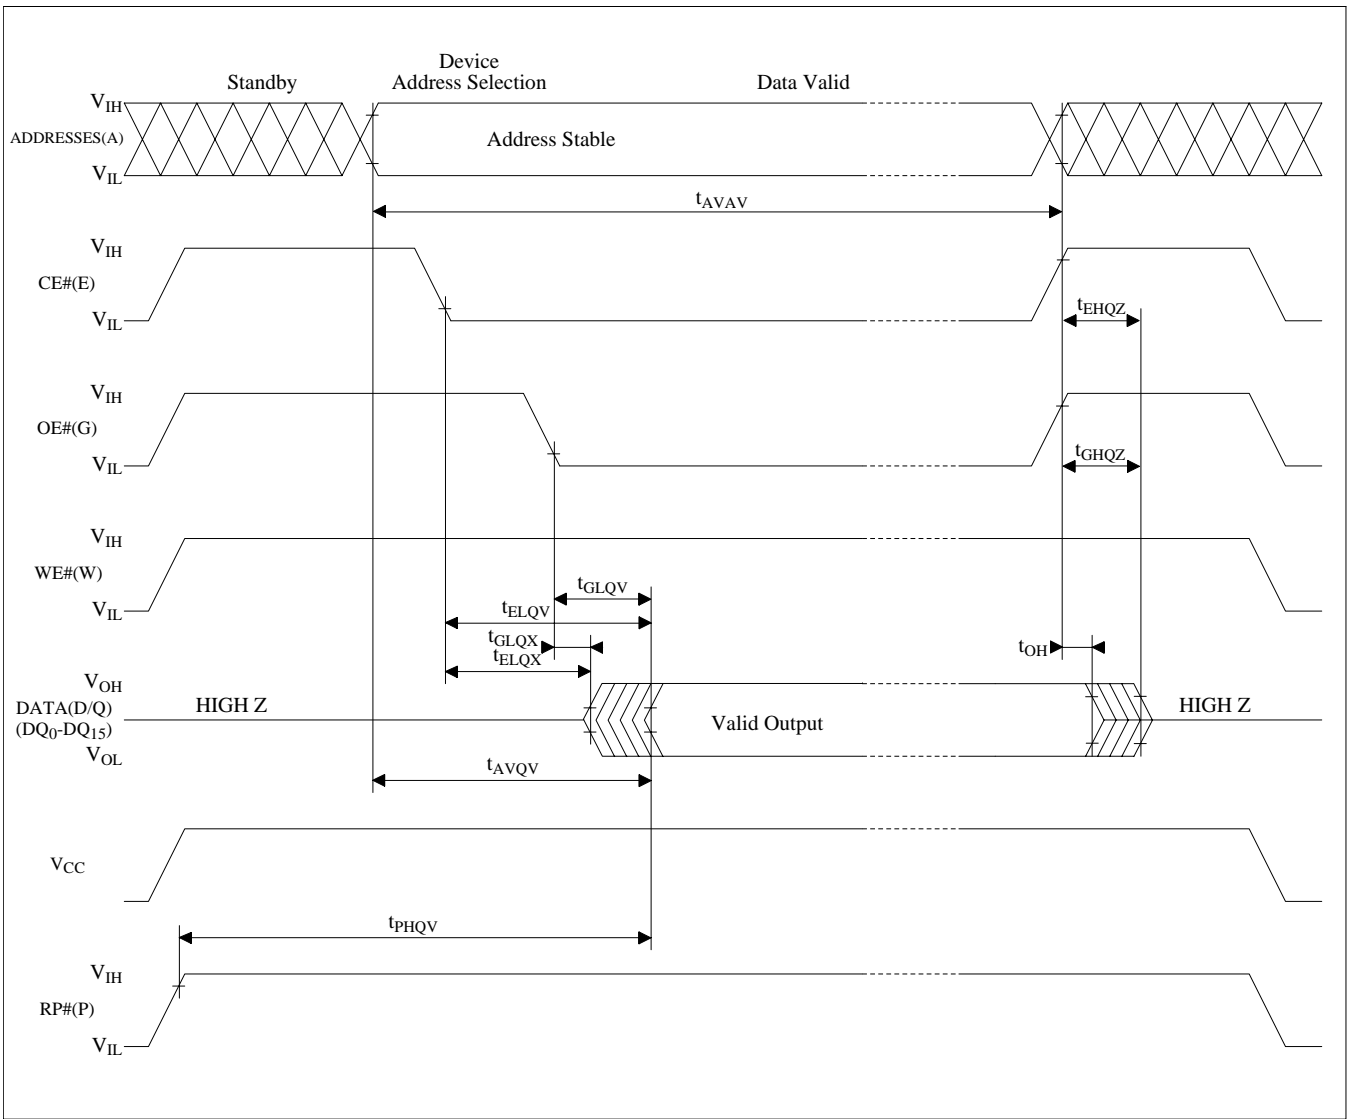 Device
Standby Address Selection Data Valid
VIH
ADDRESSES(A) Address Stable
VIL
tAVAV
VIH
CE#(E)
tEHQZ
VIL
VIH
OE#(G)
tGHQZ
VIL
VIH
WE#(W)
tGLQV
VIL
tELQV
tGLQX
tOH
tELQX
VOH
HIGH Z HIGH Z
DATA(D/Q)
Valid Output
(DQ0-DQ15)
VOL
tAVQV
VCC
tPHQV
VIH
RP#(P)
VIL